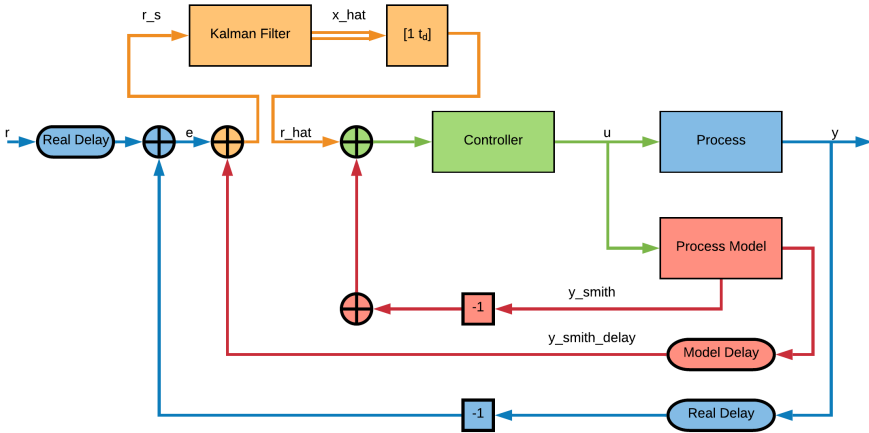 r_s
Kalman Filter
x_hat
[1 t_d]
r
Real Delay
e
r_hat
Controller
u
Process
y
Process Model
y_smith
-1
y_smith_delay
Model Delay
-1
Real Delay